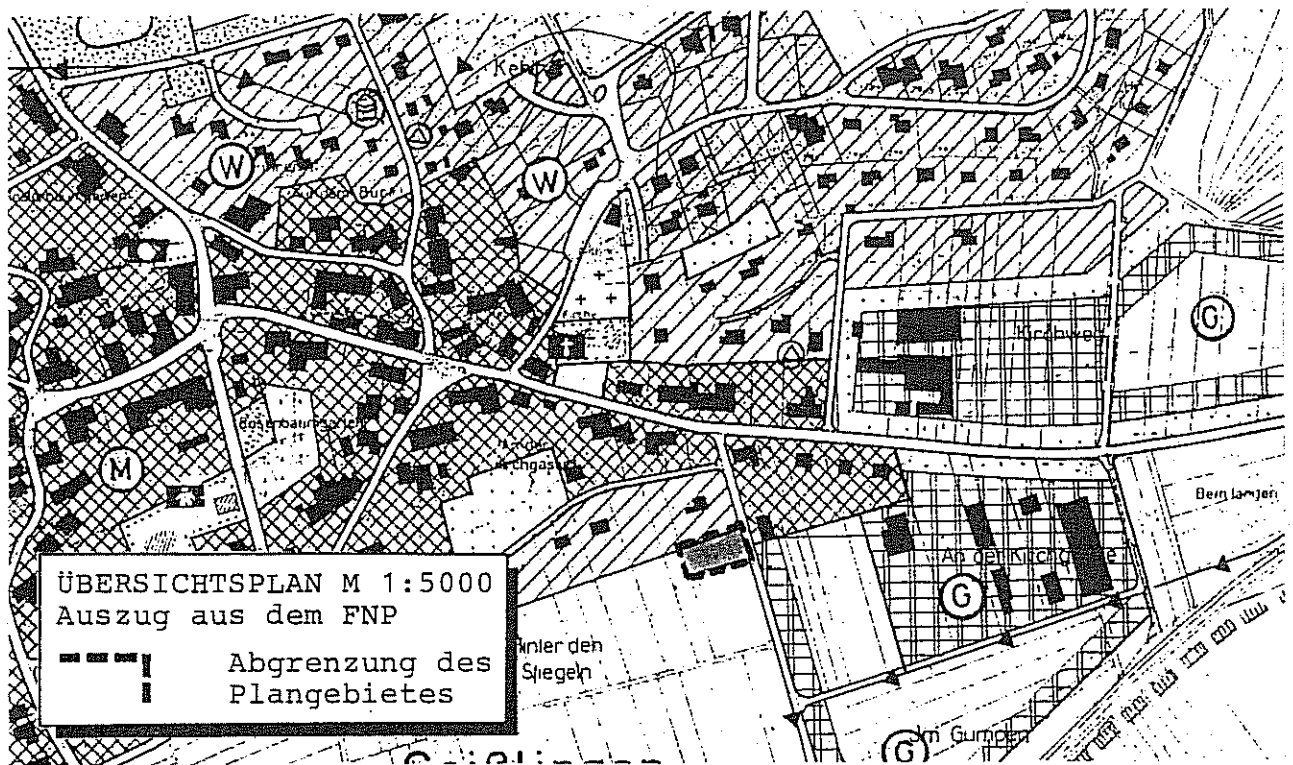 W
W
G
Kirchweg
M
Beim langen
An der Kirchgasse
G
ÜBERSICHTSPLAN M 1:5000
Auszug aus dem FNP
Abgrenzung des
Plangebietes
Hinter den
Stiegeln
Im Gumpen
G
Geißlingen